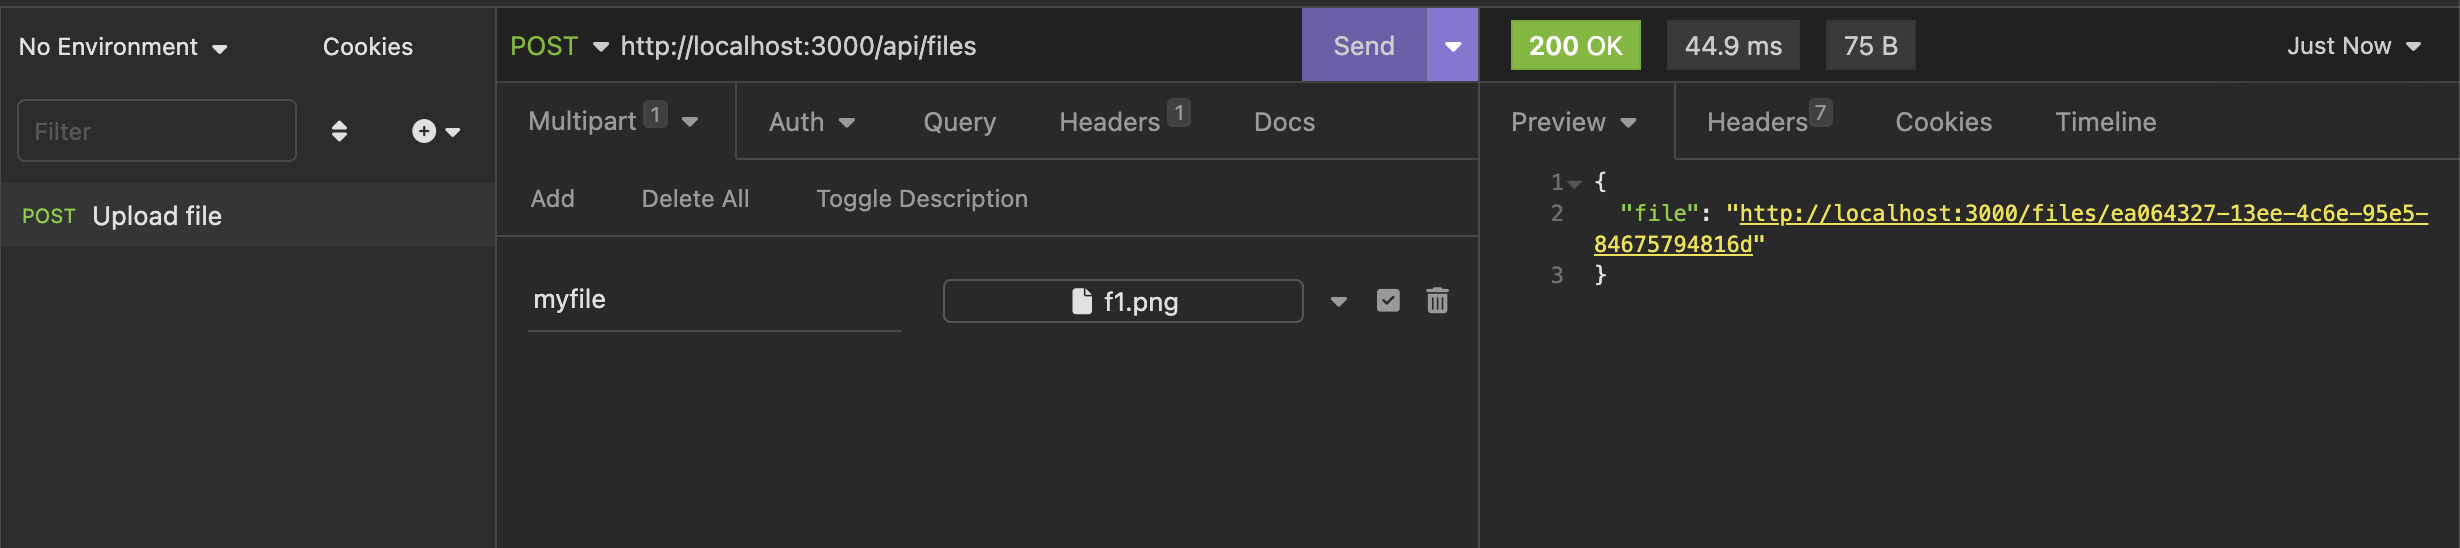 No Environment Cookies
POST http://localhost:3000/api/files Send
200 OK 44.9 ms 75 B Just Now
Filter
Multipart 1 Auth Query Headers 1 Docs
Preview Headers 7 Cookies Timeline
POST Upload file
Add Delete All Toggle Description
myfile f1.png
1 {
2 "file": "http://localhost:3000/files/ea064327-13ee-4c6e-95e5-
84675794816d"
3 }